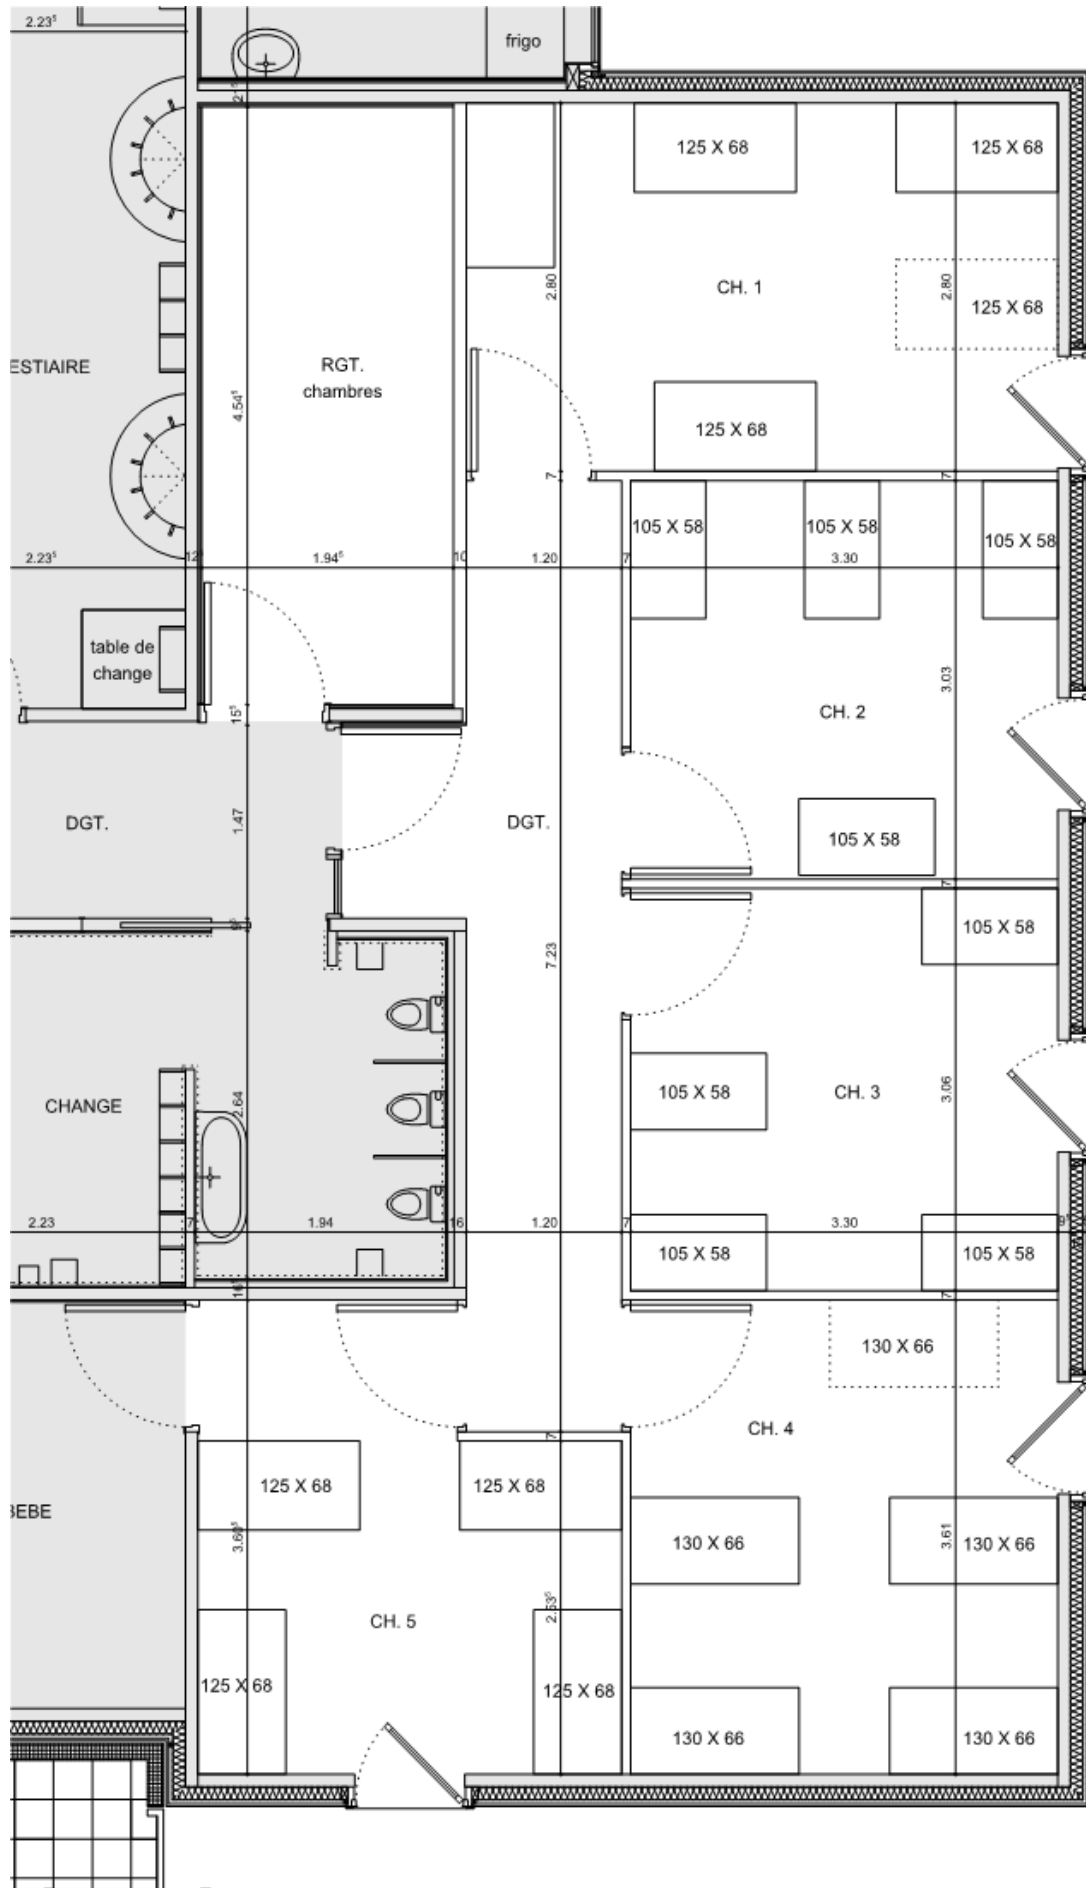 2.23⁵
frigo
21⁵
125 X 68
125 X 68
2.80
CH. 1
2.80
125 X 68
ESTIAIRE
RGT.
chambres
4.54⁵
125 X 68
7
7
105 X 58
105 X 58
105 X 58
2.23⁵
12⁵
1.94⁵
10
1.20
7
3.30
table de
change
3.03
CH. 2
15⁵
DGT.
1.47
DGT.
105 X 58
7
9⁵
105 X 58
7.23
CHANGE
2.64
105 X 58
CH. 3
3.06
2.23
7
1.94
16
1.20
7
3.30
9⁵
105 X 58
105 X 58
16⁵
7
130 X 66
CH. 4
7
125 X 68
125 X 68
BEBE
3.60⁵
130 X 66
3.61
130 X 66
2.53⁵
CH. 5
125 X 68
125 X 68
130 X 66
130 X 66